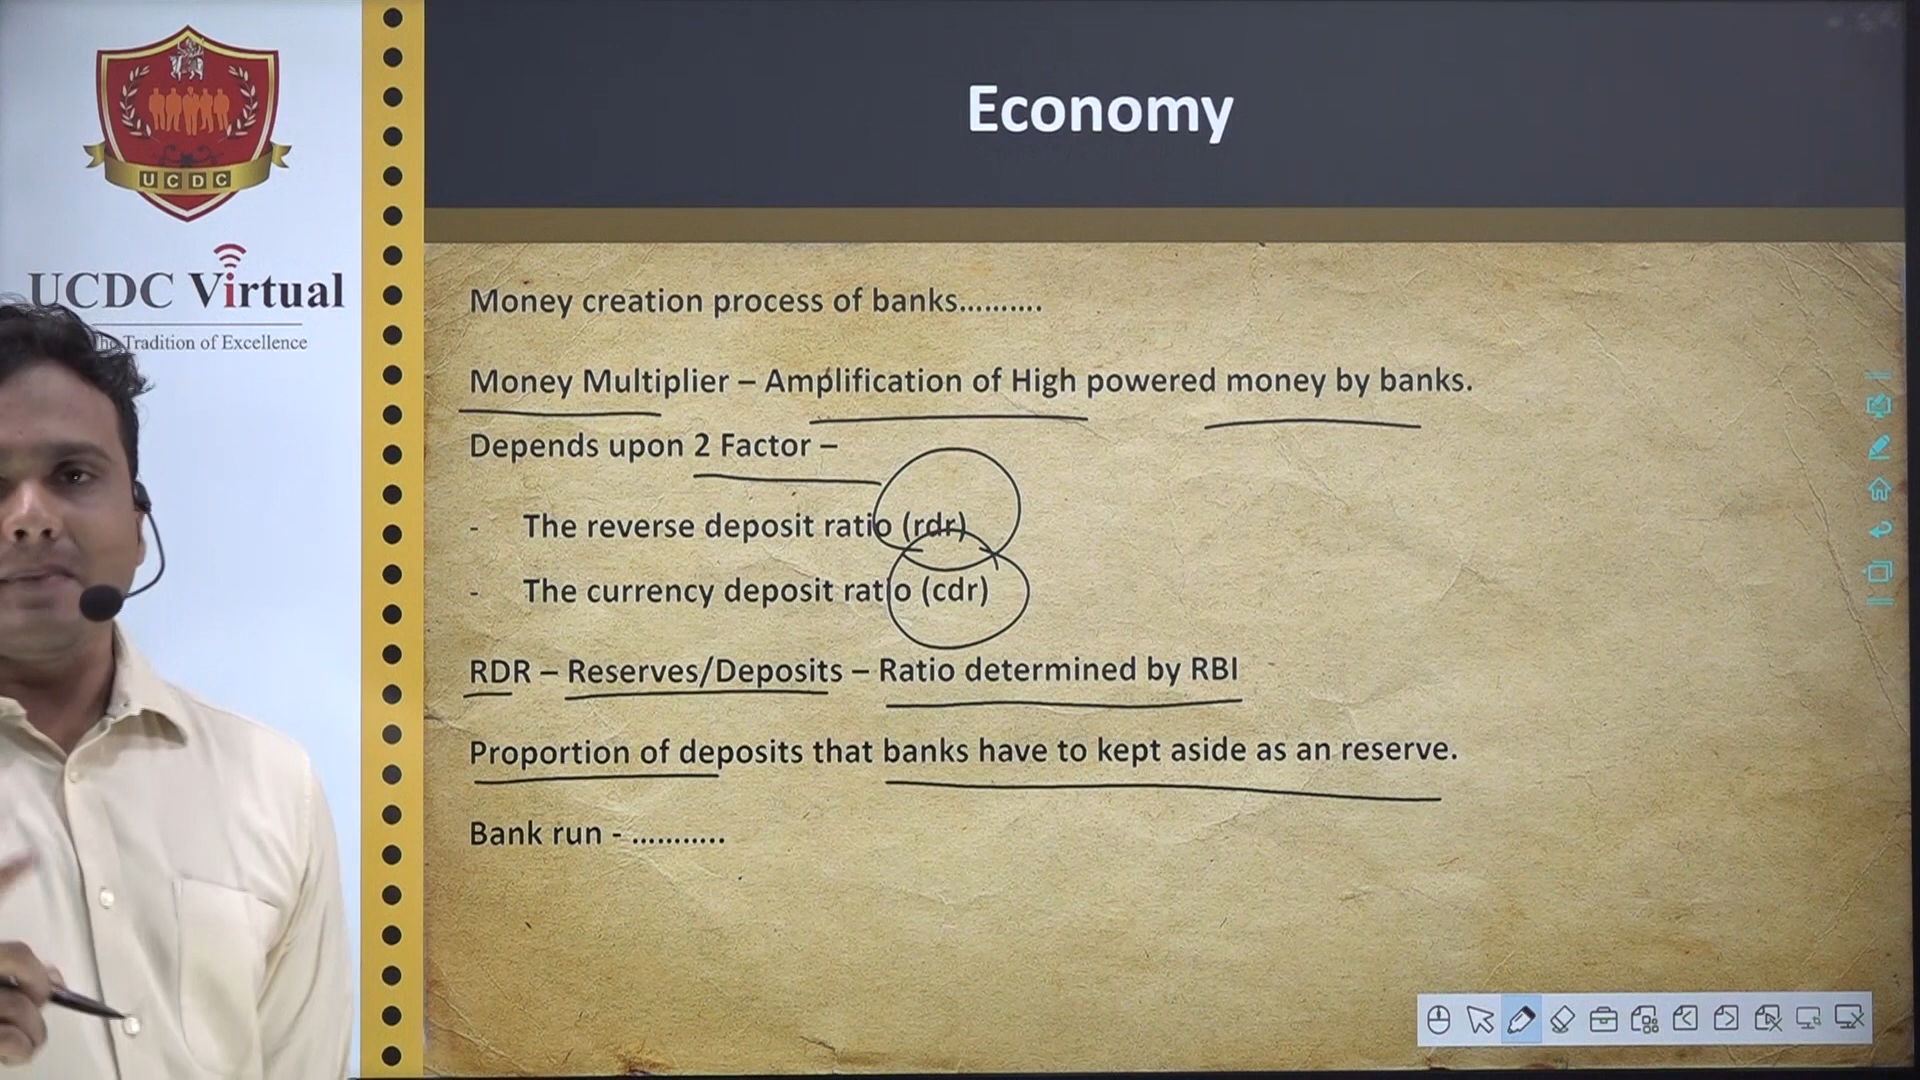 UCDC
UCDC Virtual
Tradition of Excellence
Economy
Money creation process of banks..........
Money Multiplier – Amplification of High powered money by banks.
Depends upon 2 Factor –
- The reverse deposit ratio (rdr)
- The currency deposit ratio (cdr)
RDR – Reserves/Deposits – Ratio determined by RBI
Proportion of deposits that banks have to kept aside as an reserve.
Bank run - ...........